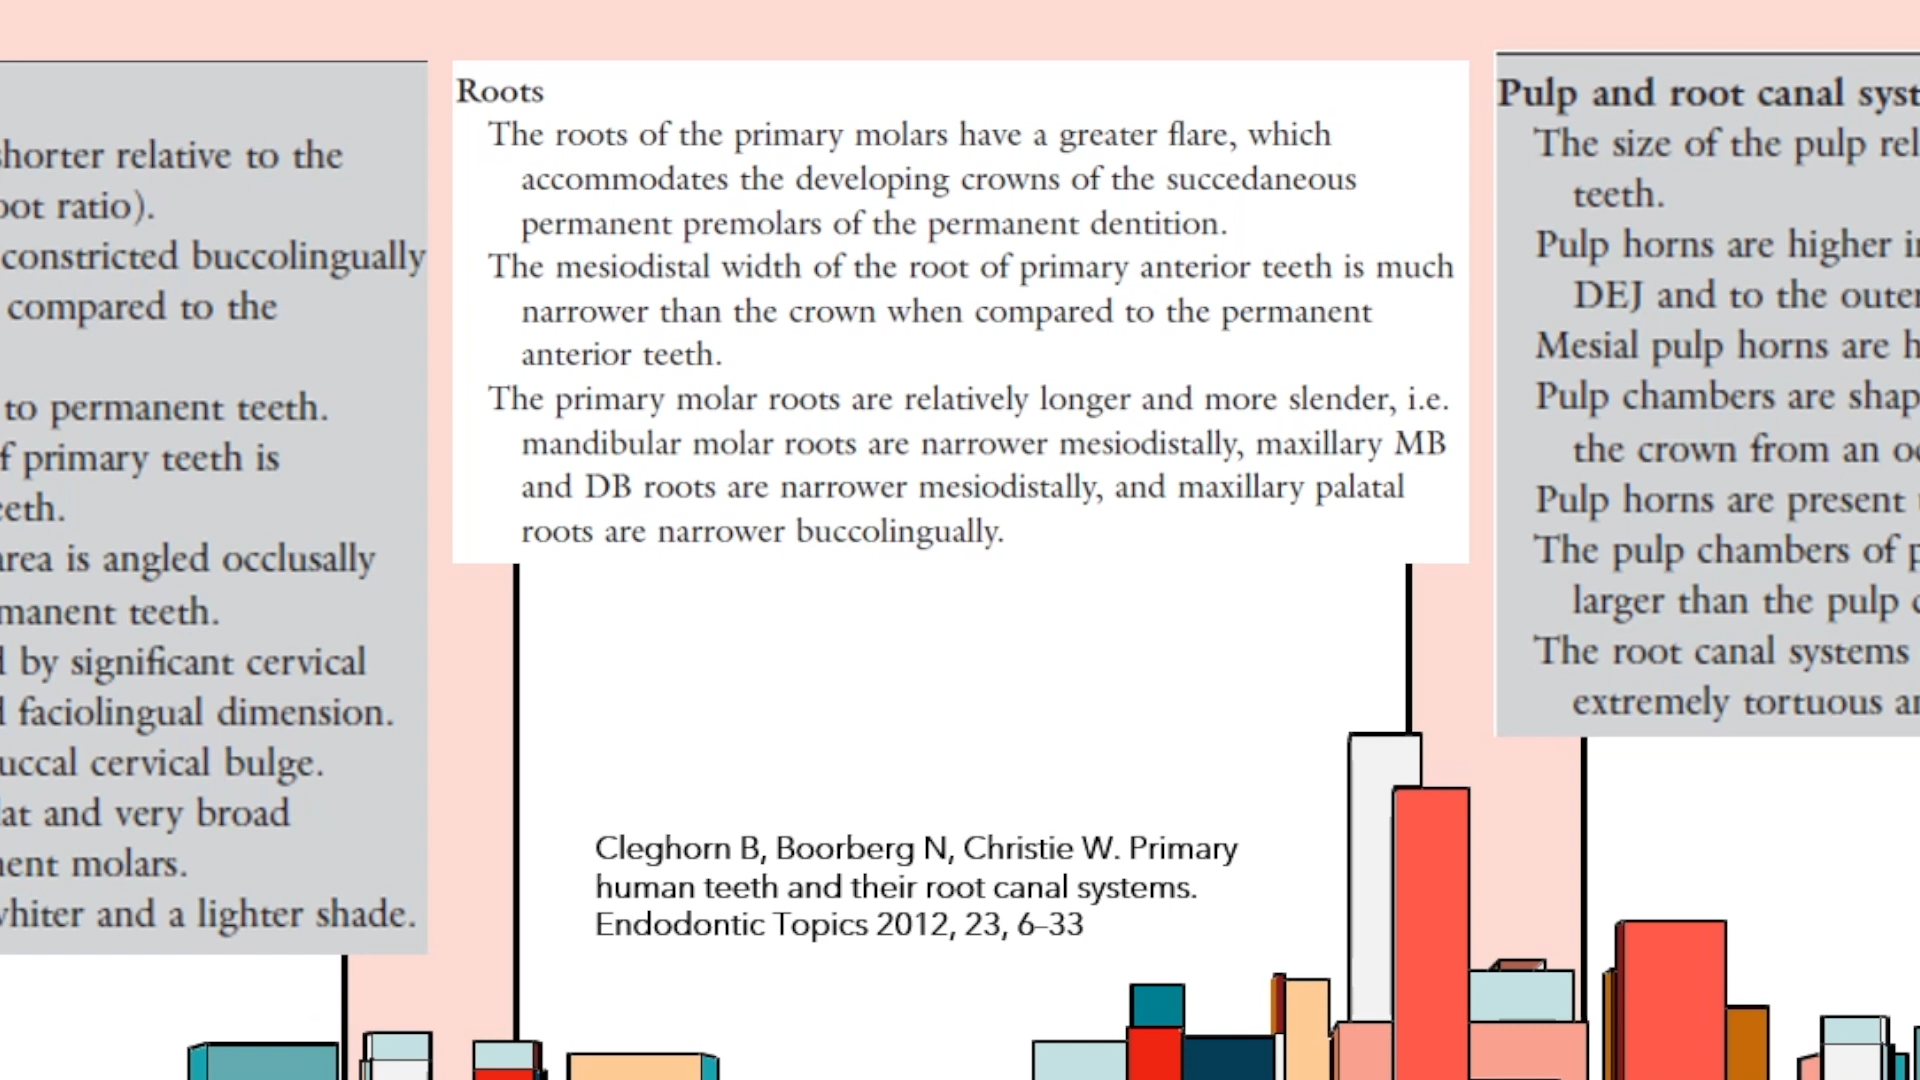 shorter relative to the
oot ratio).
constricted buccolingually
compared to the
to permanent teeth.
f primary teeth is
eeth.
area is angled occlusally
manent teeth.
d by significant cervical
d faciolingual dimension.
uccal cervical bulge.
lat and very broad
nent molars.
whiter and a lighter shade.
Roots
The roots of the primary molars have a greater flare, which
accommodates the developing crowns of the succedaneous
permanent premolars of the permanent dentition.
The mesiodistal width of the root of primary anterior teeth is much
narrower than the crown when compared to the permanent
anterior teeth.
The primary molar roots are relatively longer and more slender, i.e.
mandibular molar roots are narrower mesiodistally, maxillary MB
and DB roots are narrower mesiodistally, and maxillary palatal
roots are narrower buccolingually.
Cleghorn B, Boorberg N, Christie W. Primary
human teeth and their root canal systems.
Endodontic Topics 2012, 23, 6–33
Pulp and root canal syst
The size of the pulp rel
teeth.
Pulp horns are higher i
DEJ and to the outer
Mesial pulp horns are h
Pulp chambers are shap
the crown from an oc
Pulp horns are present
The pulp chambers of p
larger than the pulp c
The root canal systems
extremely tortuous a